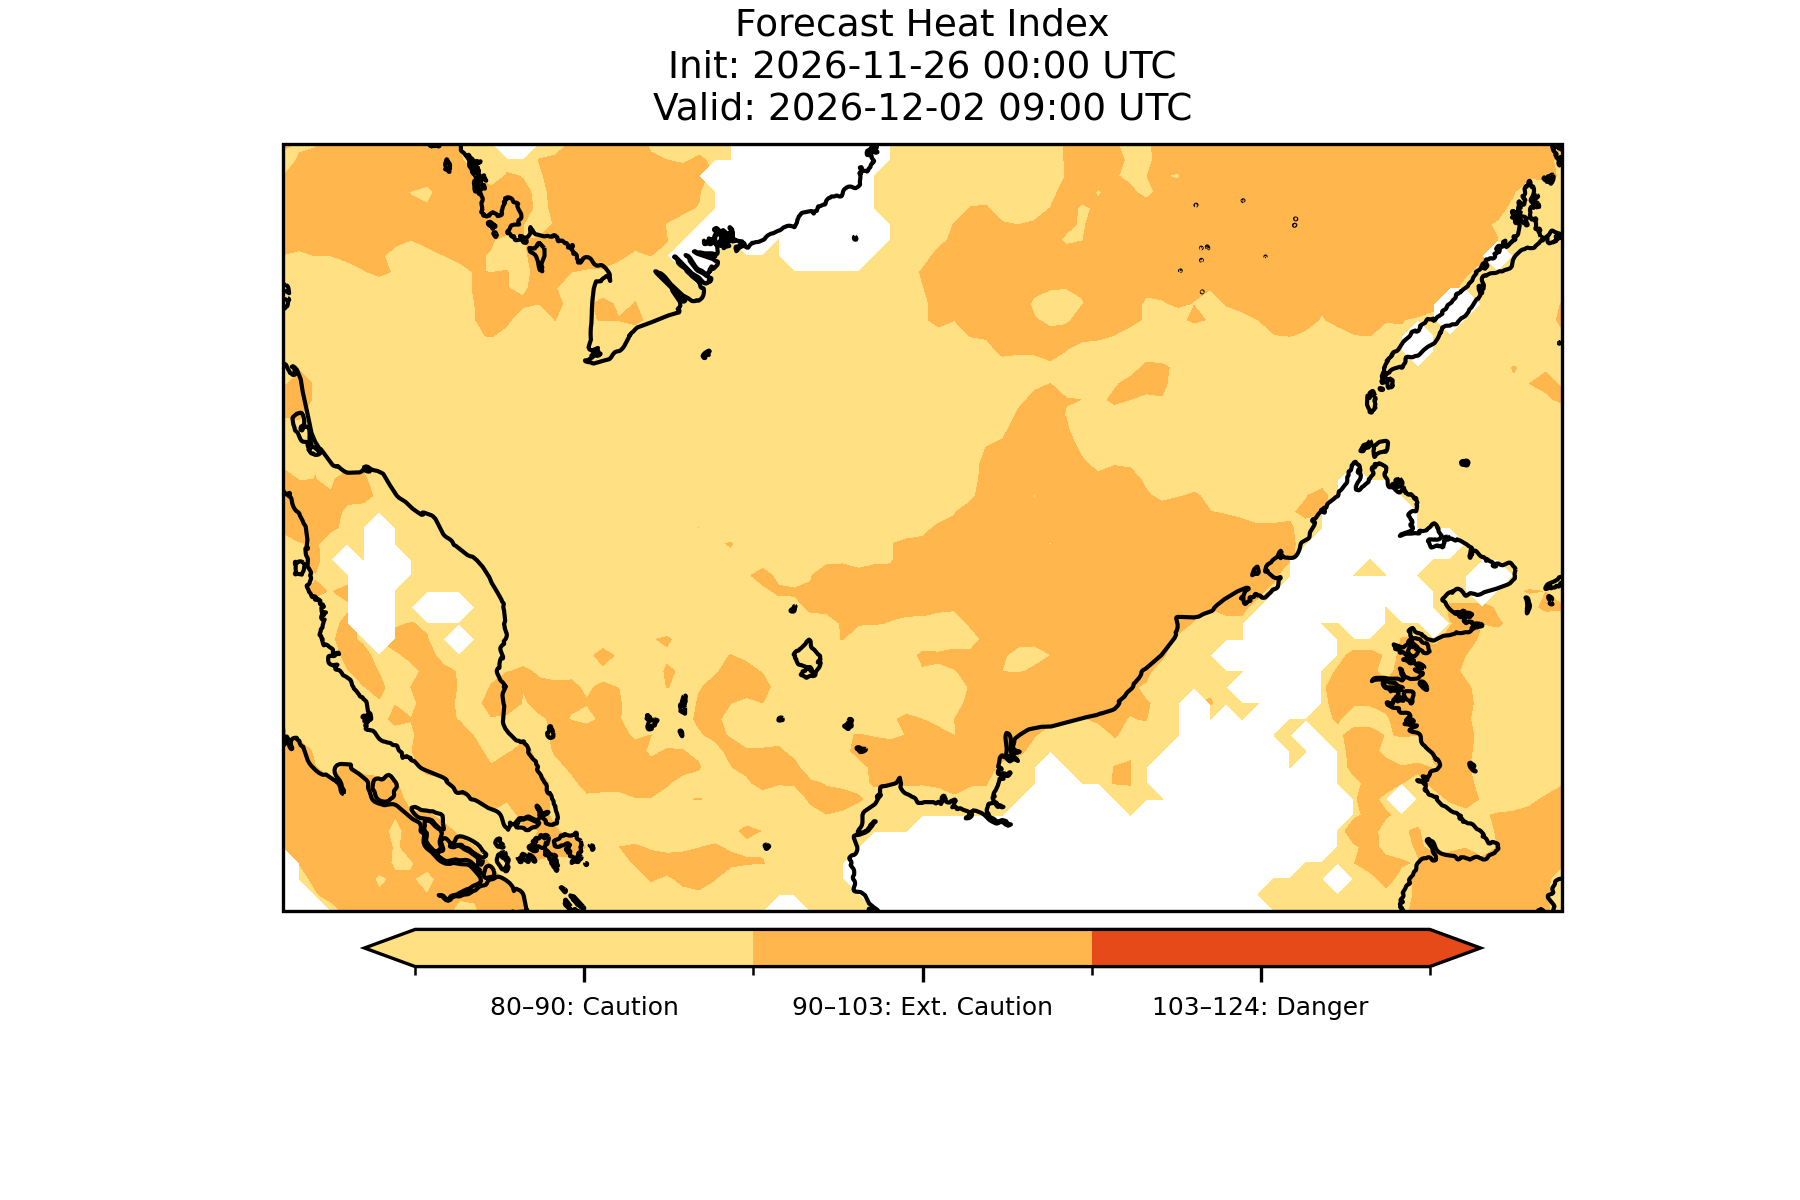 Forecast Heat Index
Init: 2026-11-26 00:00 UTC
Valid: 2026-12-02 09:00 UTC
80–90: Caution
90–103: Ext. Caution
103–124: Danger